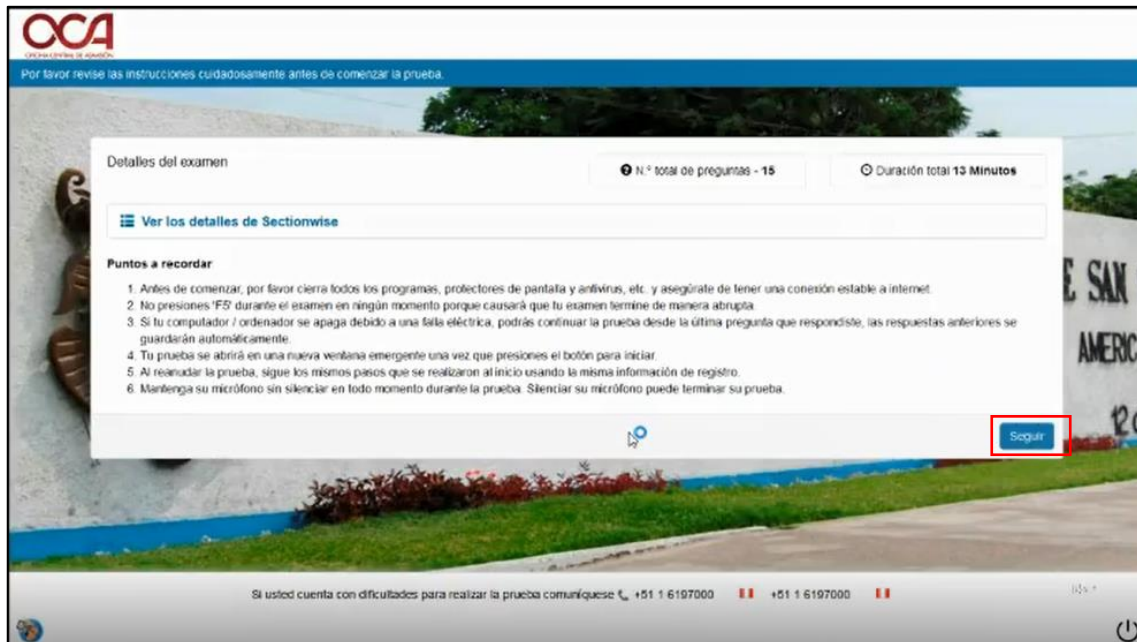 OCA
OFICINA CENTRAL DE ADMISIÓN
Por favor revise las instrucciones cuidadosamente antes de comenzar la prueba.
Detalles del examen
N.º total de preguntas - 15
Duración total 13 Minutos
Ver los detalles de Sectionwise
Puntos a recordar
1. Antes de comenzar, por favor cierra todos los programas, protectores de pantalla y antivirus, etc. y asegúrate de tener una conexión estable a internet.
2. No presiones 'F5' durante el examen en ningún momento porque causará que tu examen termine de manera abrupta
3. Si tu computador / ordenador se apaga debido a una falla eléctrica, podrás continuar la prueba desde la última pregunta que respondiste, las respuestas anteriores se
guardarán automáticamente.
4. Tu prueba se abrirá en una nueva ventana emergente una vez que presiones el botón para iniciar.
5. Al reanudar la prueba, sigue los mismos pasos que se realizaron al inicio usando la misma información de registro.
6. Mantenga su micrófono sin silenciar en todo momento durante la prueba. Silenciar su micrófono puede terminar su prueba.
Seguir
E SAN
AMERIC
12 
Si usted cuenta con dificultades para realizar la prueba comuníquese +51 1 6197000 +51 1 6197000